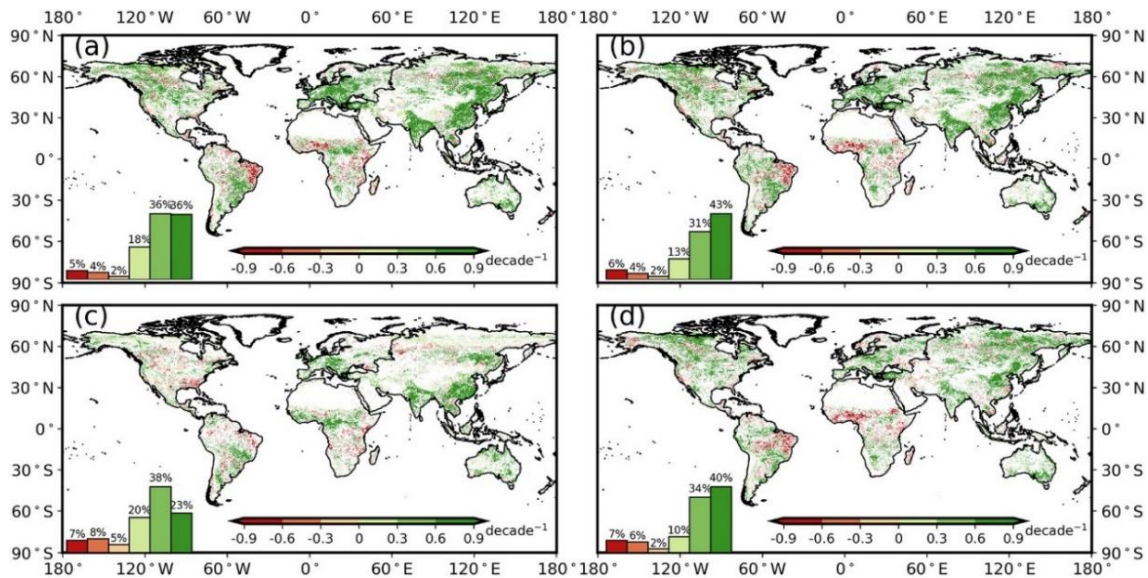 180° 120°W 60°W 0° 60°E 120°E 180° 180° 120°W 60°W 0° 60°E 120°E 180°
90°N (a) (b) 90°N
60°N 60°N
30°N 30°N
0° 0°
30°S 36% 36% 43% 30°S
18% 31%
60°S 13% 60°S
5% 4% 2% -0.9 -0.6 -0.3 0 0.3 0.6 0.9 decade⁻¹ 6% 4% 2% -0.9 -0.6 -0.3 0 0.3 0.6 0.9 decade⁻¹
90°S 90°S
90°N (c) (d) 90°N
60°N 60°N
30°N 30°N
0° 0°
30°S 38% 34% 40% 30°S
20% 23%
60°S 10% 60°S
7% 8% 5% -0.9 -0.6 -0.3 0 0.3 0.6 0.9 decade⁻¹ 7% 6% 2% -0.9 -0.6 -0.3 0 0.3 0.6 0.9 decade⁻¹
90°S 90°S
180° 120°W 60°W 0° 60°E 120°E 180° 180° 120°W 60°W 0° 60°E 120°E 180°